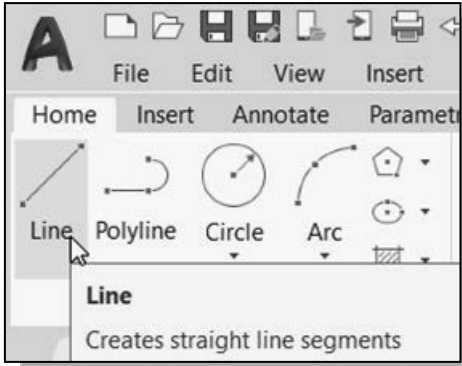 File Edit View Insert
Home Insert Annotate Parametr
Line Polyline Circle Arc
Line
Creates straight line segments